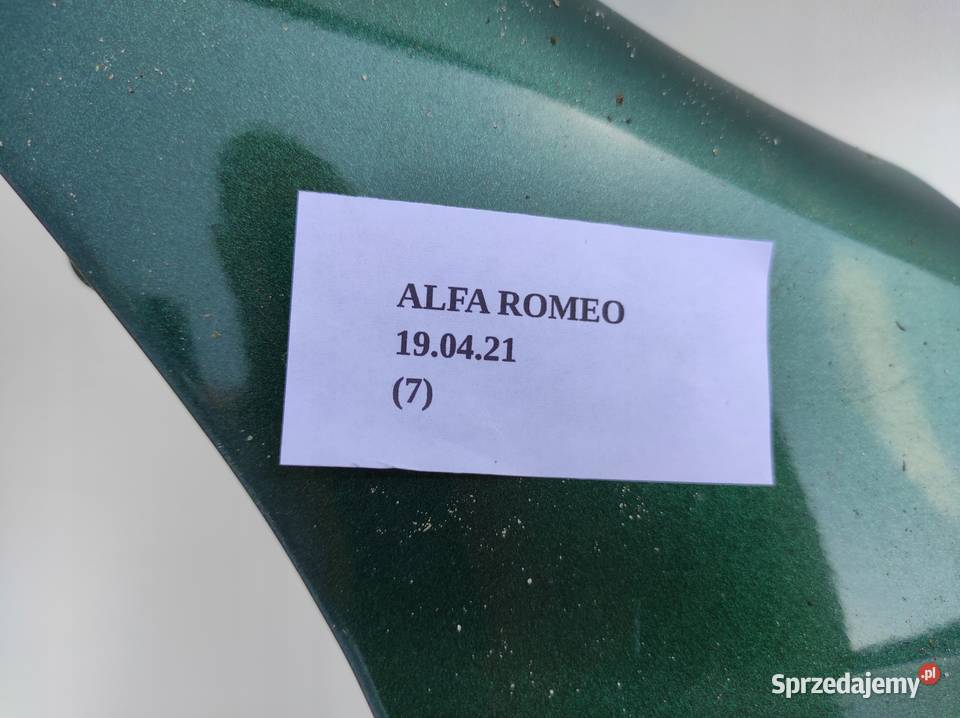 ALFA ROMEO
19.04.21
(7)
Sprzedajemy.pl